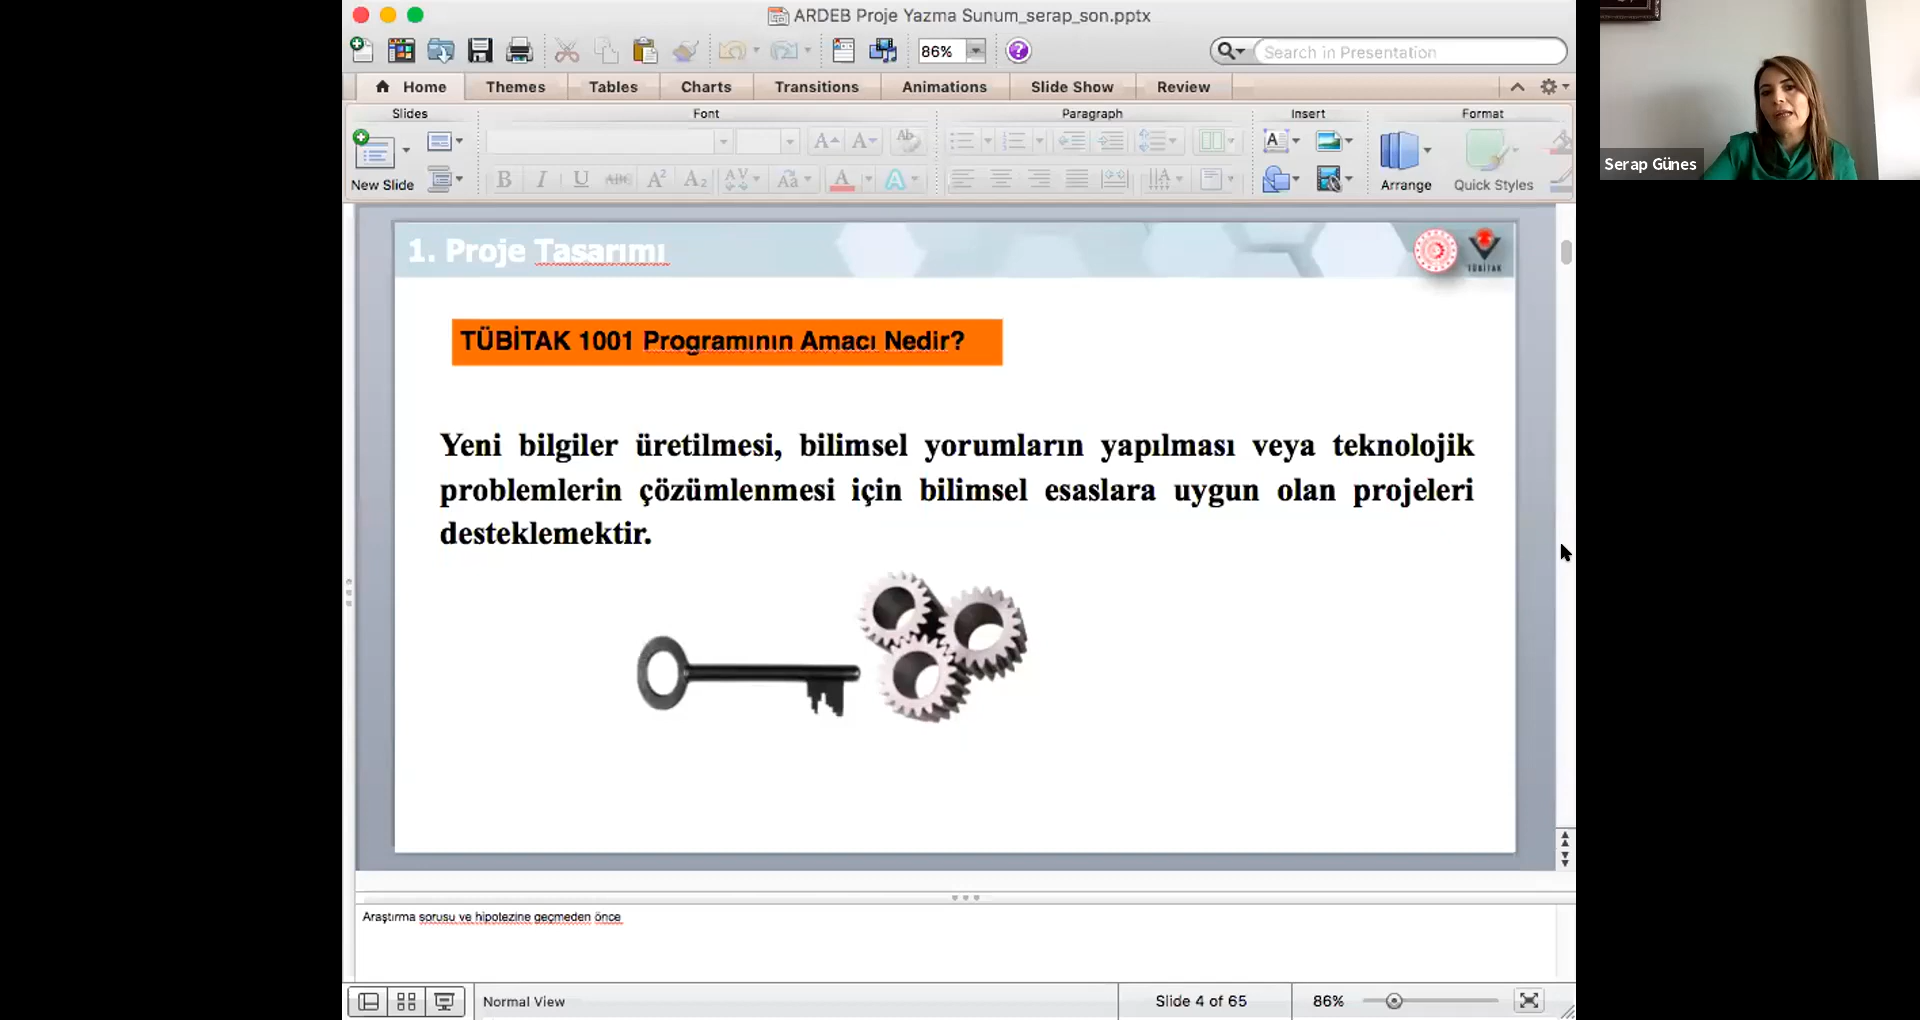 ARDEB Proje Yazma Sunum_serap_son.pptx
86%
Search in Presentation
Home
Themes
Tables
Charts
Transitions
Animations
Slide Show
Review
Slides
Font
Paragraph
Insert
Format
New Slide
Arrange
Quick Styles
Serap Günes
1. Proje Tasarımı
TÜBİTAK
TÜBİTAK 1001 Programının Amacı Nedir?
Yeni bilgiler üretilmesi, bilimsel yorumların yapılması veya teknolojik
problemlerin çözümlenmesi için bilimsel esaslara uygun olan projeleri
desteklemektir.
Araştırma sorusu ve hipotezine geçmeden önce
Normal View
Slide 4 of 65
86%